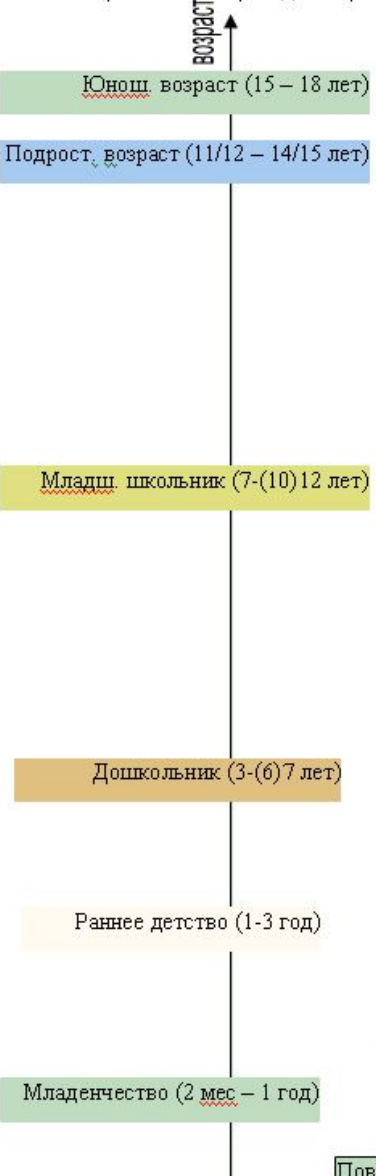 возраст
Юнош. возраст (15 – 18 лет)
Подрост. возраст (11/12 – 14/15 лет)
Младш. школьник (7-(10)12 лет)
Дошкольник (3-(6)7 лет)
Раннее детство (1-3 год)
Младенчество (2 мес – 1 год)
Пов